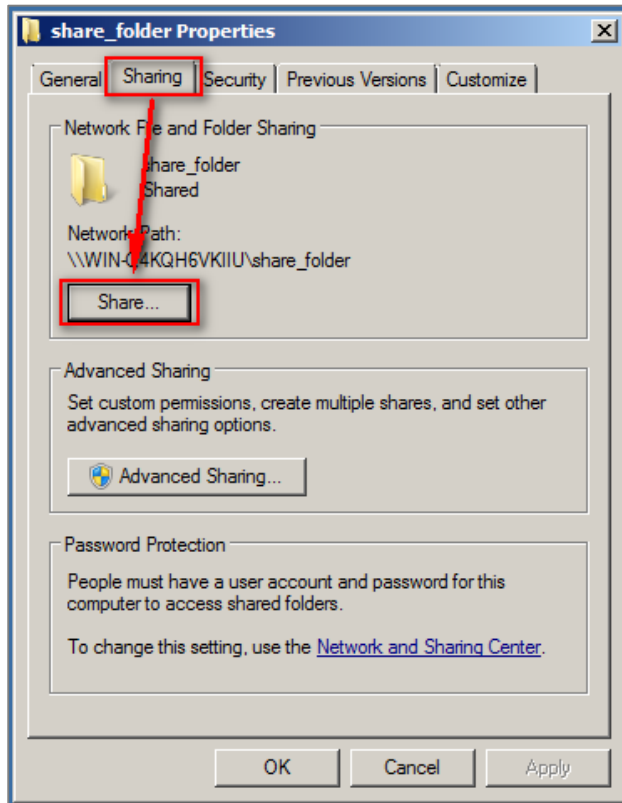 share_folder Properties
General Sharing Security Previous Versions Customize
Network File and Folder Sharing
share_folder
Shared
Network Path:
\\WIN-Q4KQH6VKIIU\share_folder
Share...
Advanced Sharing
Set custom permissions, create multiple shares, and set other
advanced sharing options.
Advanced Sharing...
Password Protection
People must have a user account and password for this
computer to access shared folders.
To change this setting, use the Network and Sharing Center.
OK Cancel Apply